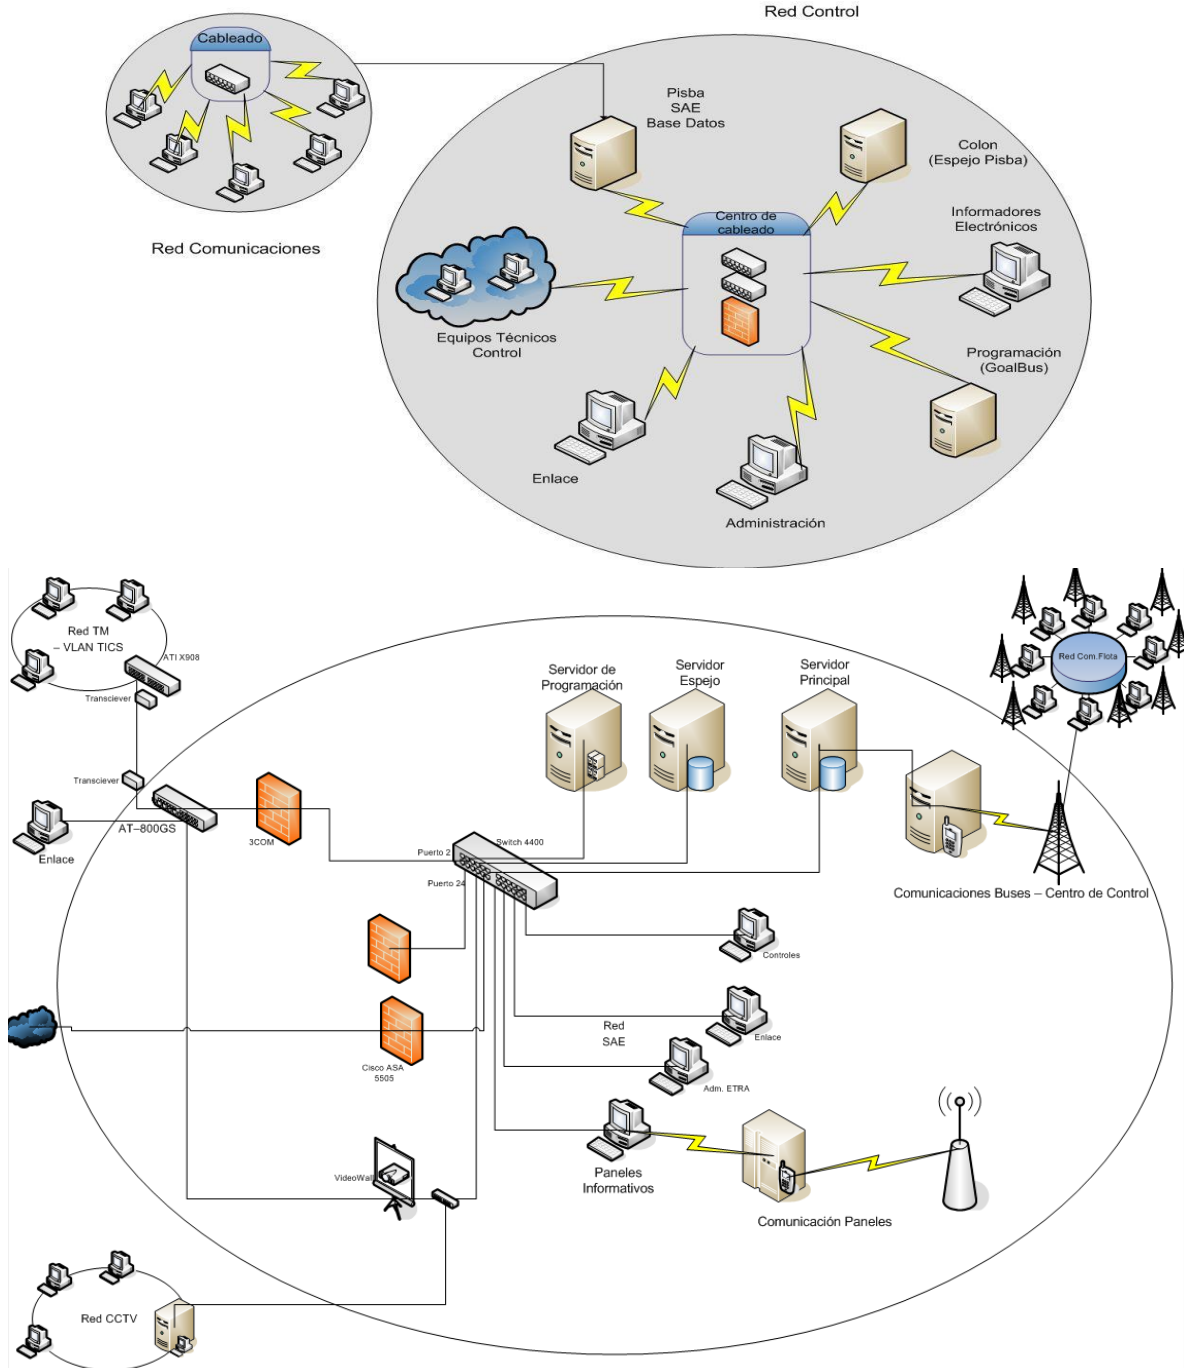 Red Control
Cableado
Red Comunicaciones
Pisba
SAE
Base Datos
Colon
(Espejo Pisba)
Centro de
cableado
Informadores
Electrónicos
Equipos Técnicos
Control
Programación
(GoalBus)
Enlace
Administración
Red TM
– VLAN TICS
ATI X908
Transciever
Transciever
AT–800GS
Enlace
3COM
Servidor de
Programación
Servidor
Espejo
Servidor
Principal
Red Com.Flota
Switch 4400
Puerto 2
Puerto 24
Comunicaciones Buses – Centro de Control
Controles
Red
SAE
Enlace
Cisco ASA
5505
Adm. ETRA
VideoWall
Paneles
Informativos
Comunicación Paneles
Red CCTV